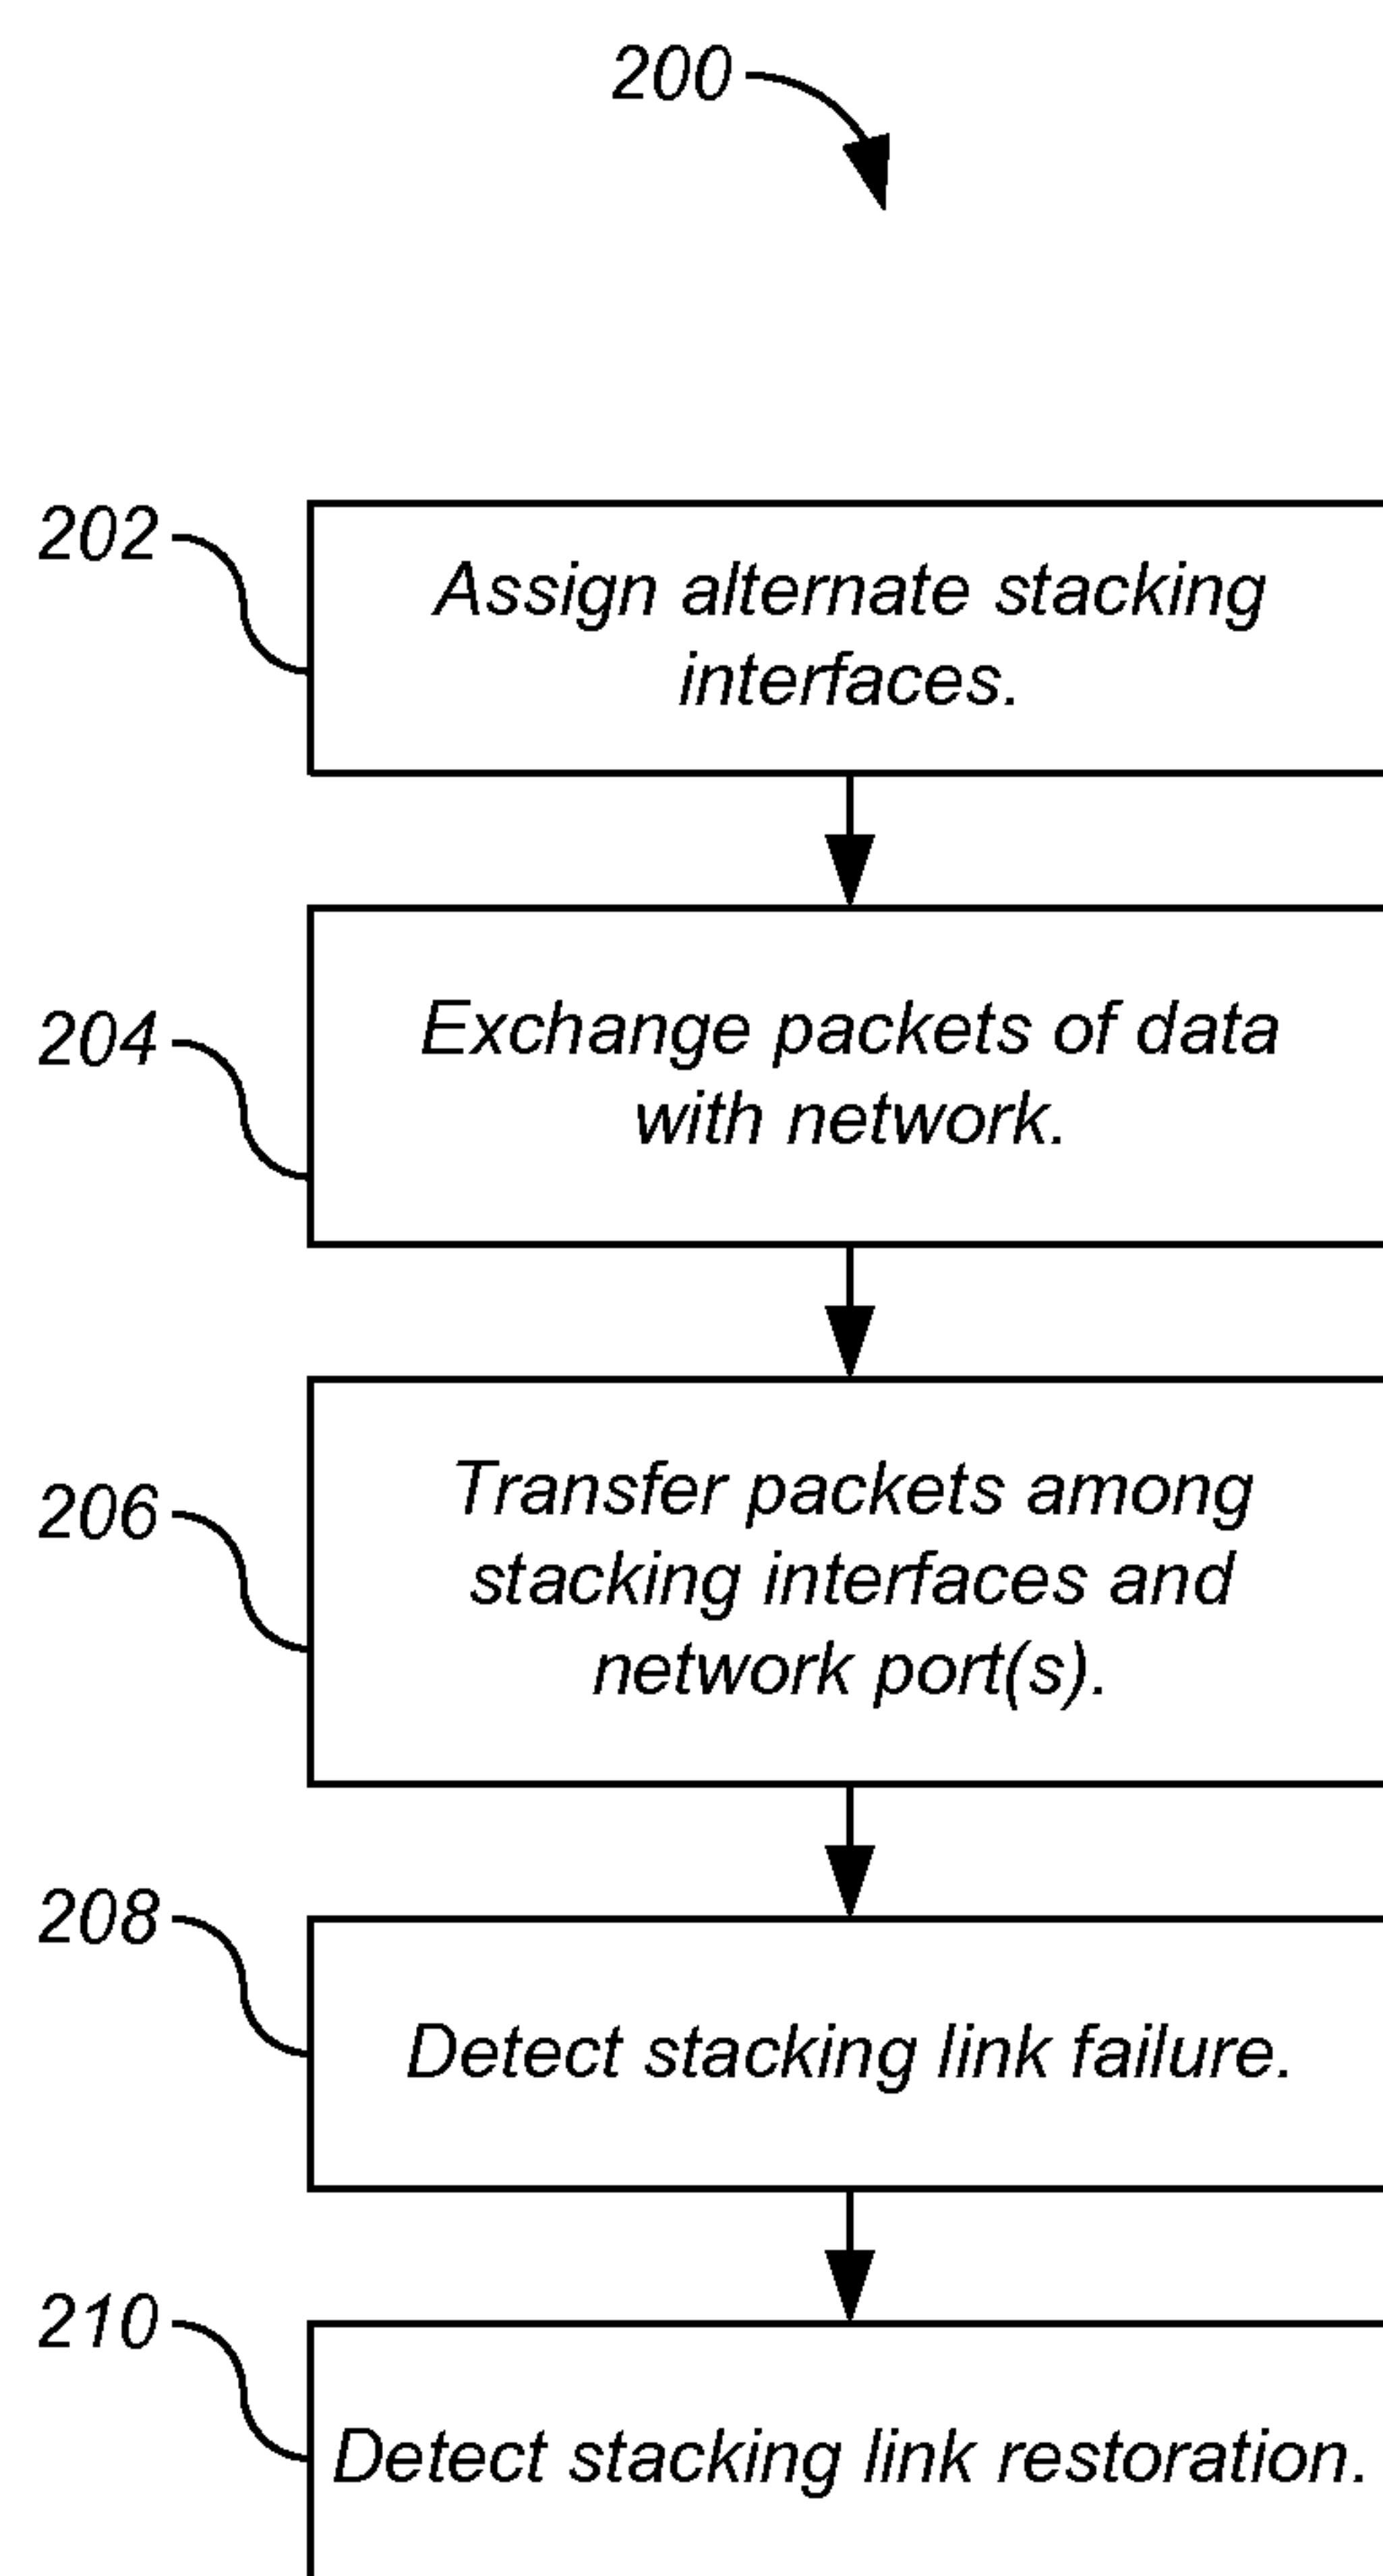 200
202
Assign alternate stacking
interfaces.
204
Exchange packets of data
with network.
206
Transfer packets among
stacking interfaces and
network port(s).
208
Detect stacking link failure.
210
Detect stacking link restoration.